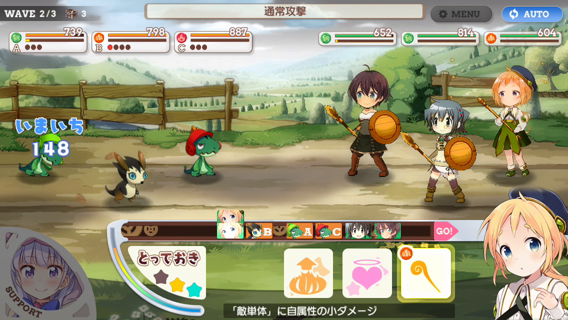 WAVE 2/3 3
通常攻撃
MENU
AUTO
739
798
887
652
814
604
A
B
C
いまいち
148
B
A
C
GO!
とっておき
SUPPORT
「敵単体」に自属性の小ダメージ